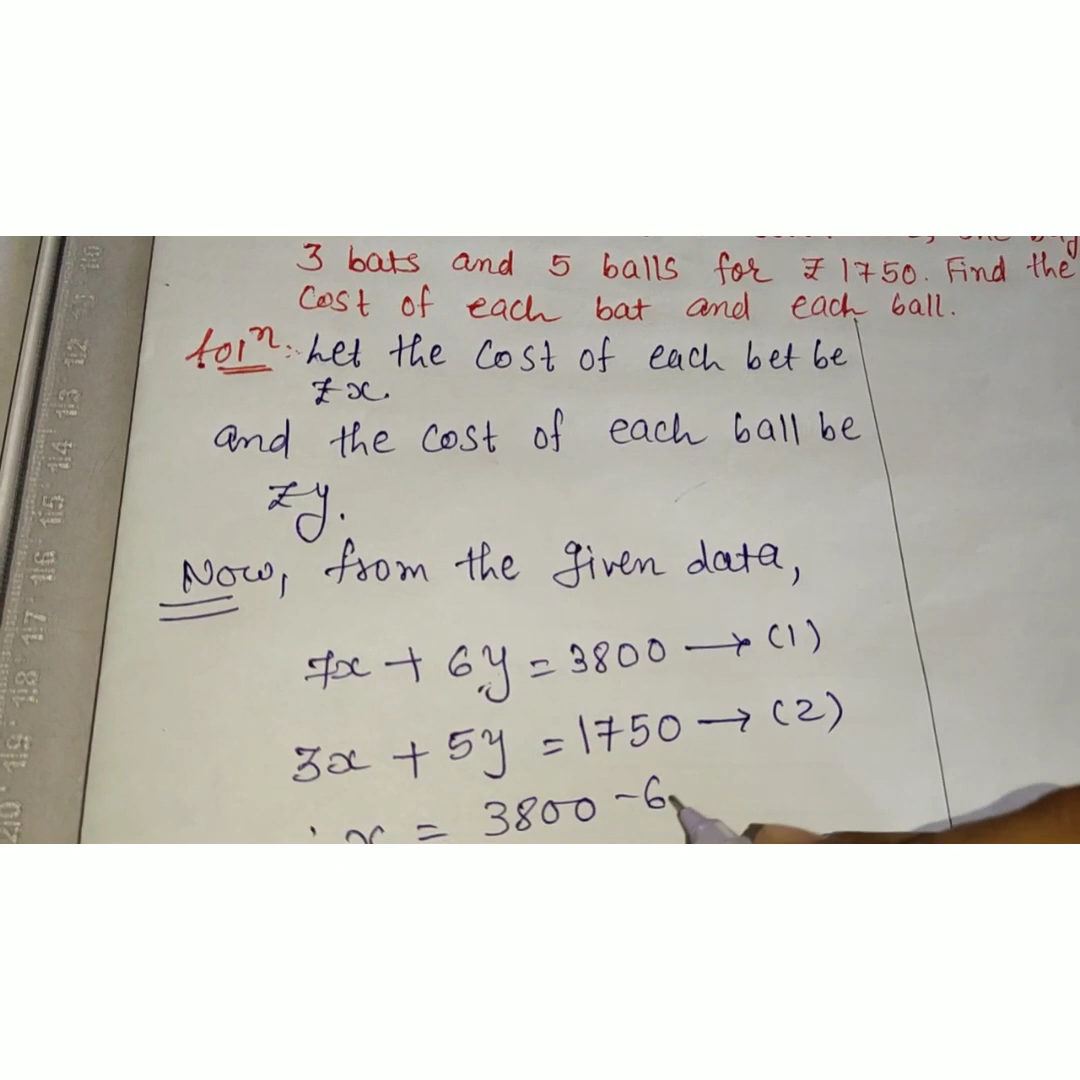 3 bats and 5 balls for ₹ 1750. Find the
Cost of each bat and each ball.
Solⁿ:- Let the cost of each bet be
₹x.
and the cost of each ball be
₹y.
Now, from the given data,
7x + 6y = 3800 → (1)
3x + 5y = 1750 → (2)
x = 3800 - 6